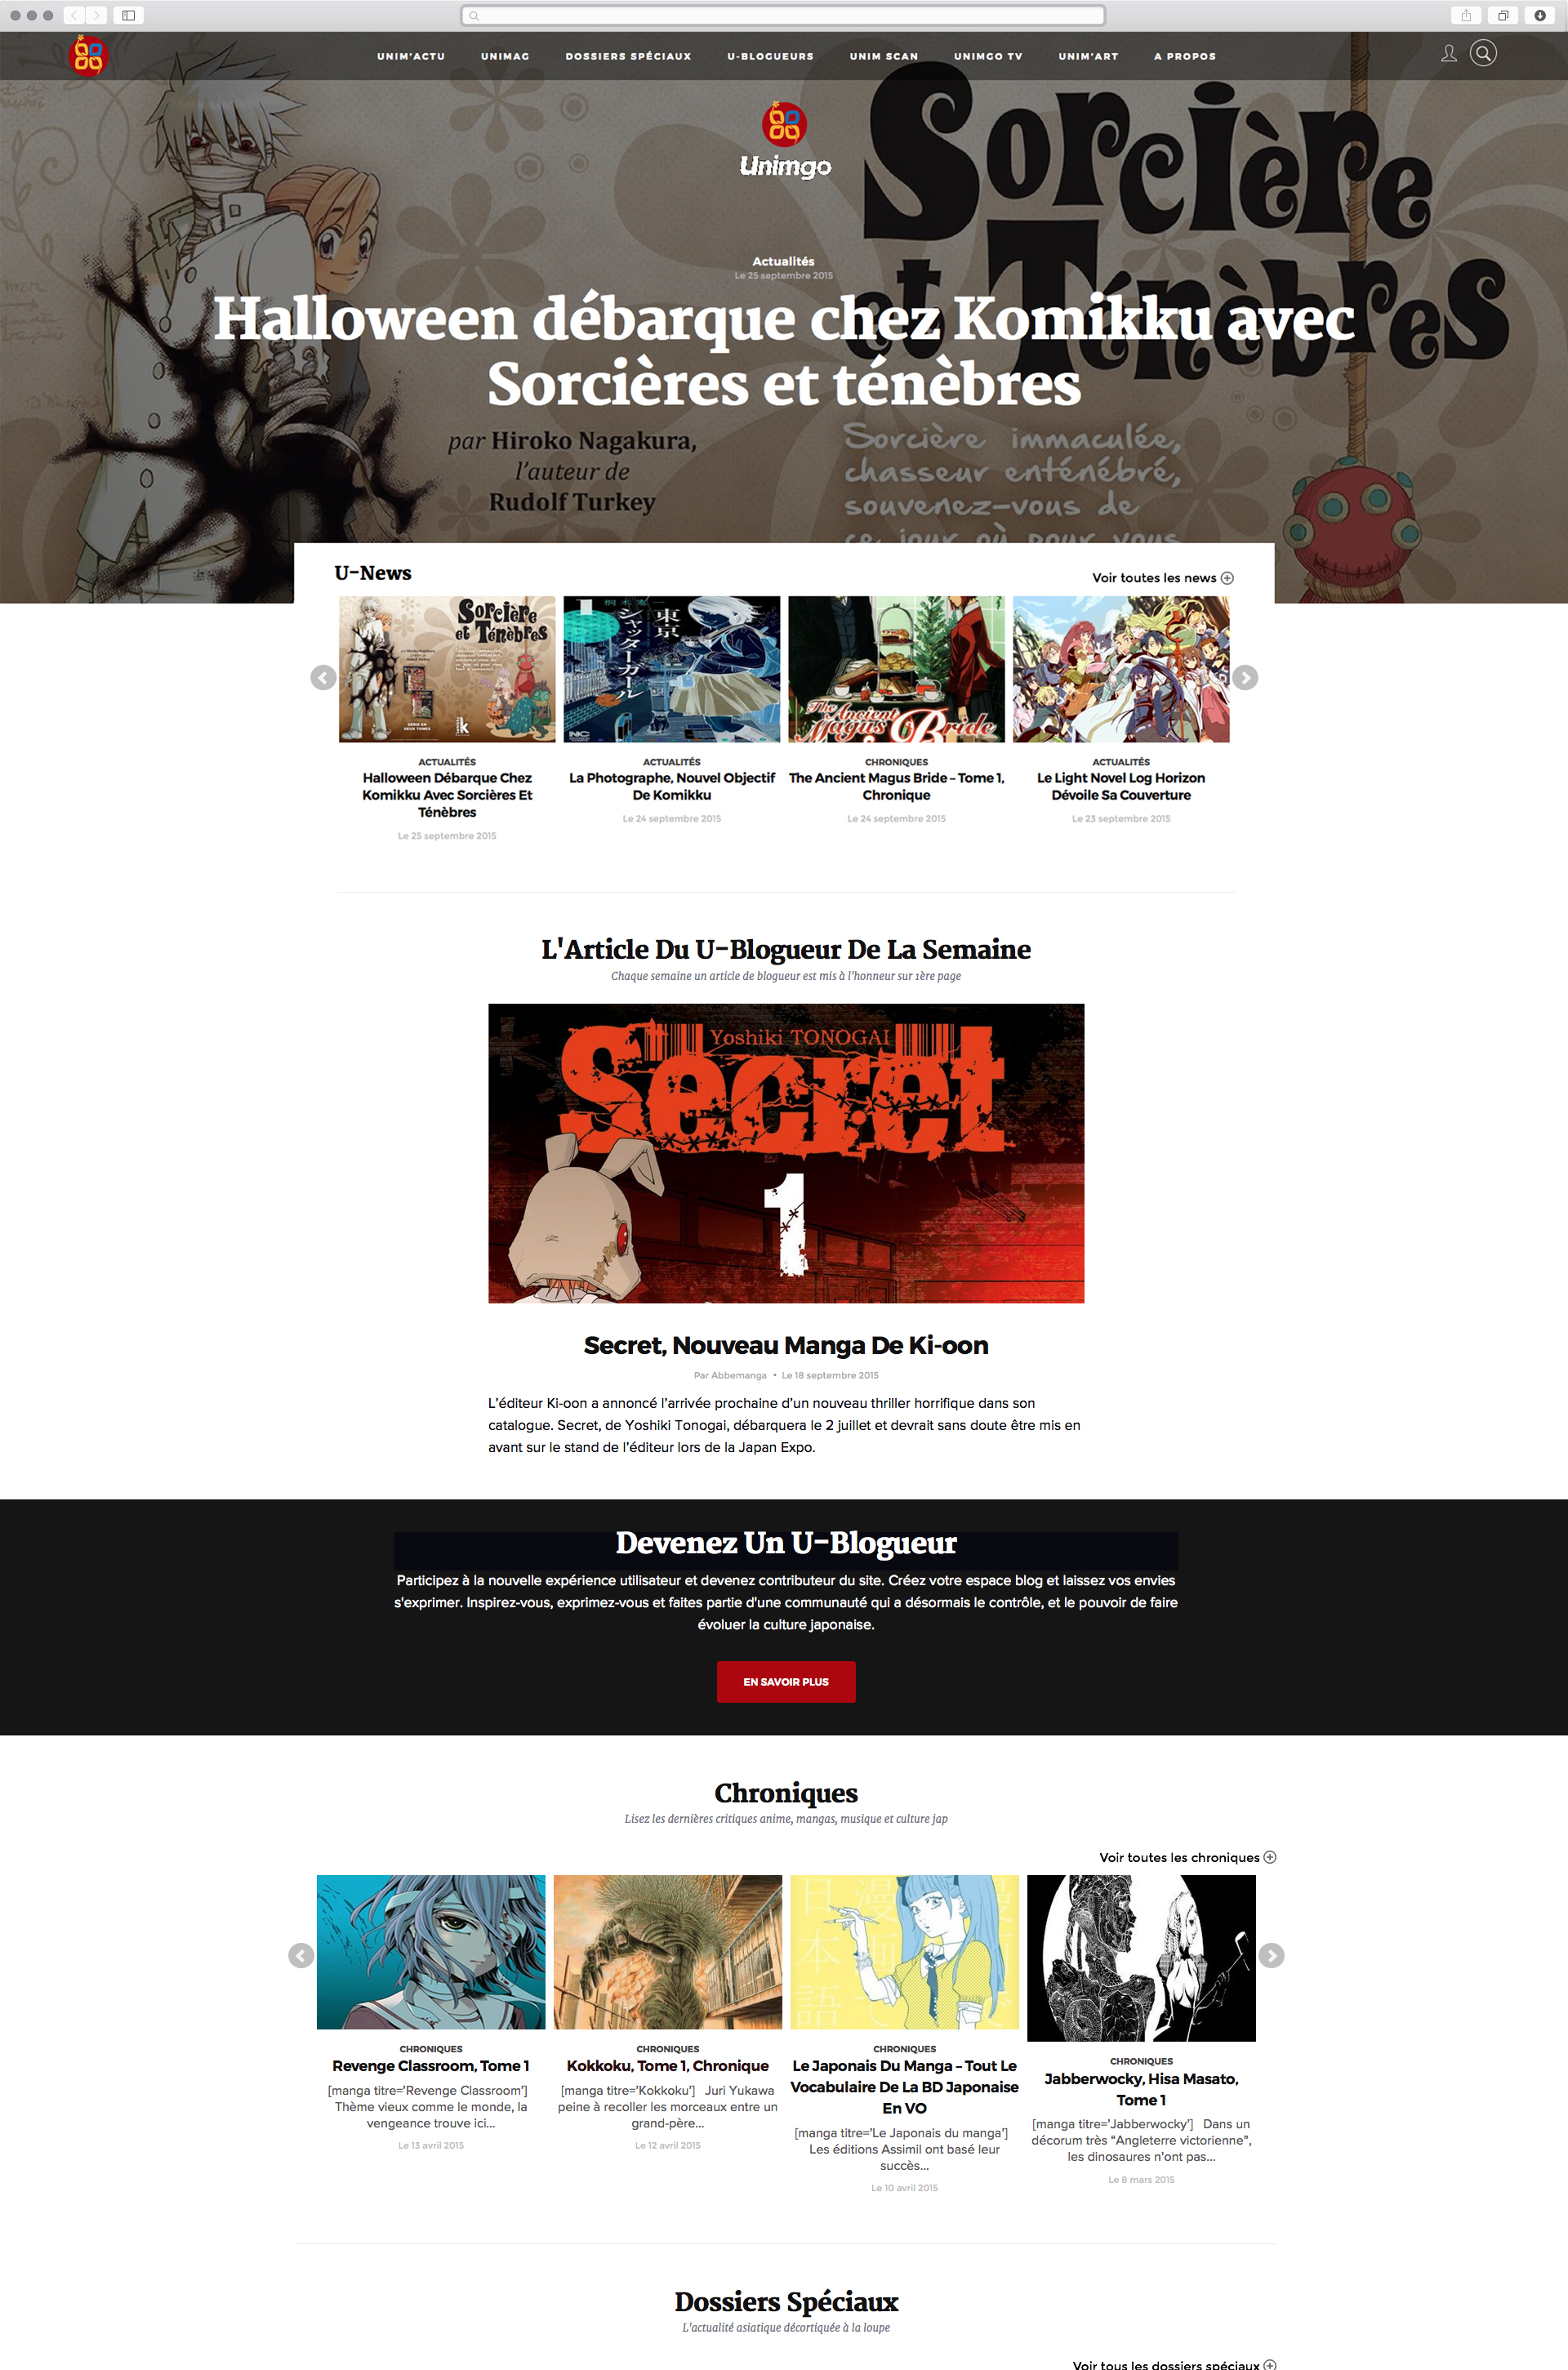 UNIM'ACTU
UNIMAG
DOSSIERS SPÉCIAUX
U-BLOGUEURS
UNIM SCAN
UNIMGO TV
UNIM'ART
A PROPOS
Unimgo
Sorcière
et Ténèbres
Actualités
Le 25 septembre 2015
Halloween débarque chez Komikku avec
Sorcières et ténèbres
par Hiroko Nagakura,
l'auteur de
Rudolf Turkey
Sorcière immaculée,
chasseur enténébré,
souvenez-vous de
ce jour où pour vous
U-News
Voir toutes les news
Sorcière
et Ténèbres
東京
シャッターガール
The Ancient
Magus Bride
ACTUALITÉS
Halloween Débarque Chez
Komikku Avec Sorcières Et
Ténèbres
Le 25 septembre 2015
ACTUALITÉS
La Photographe, Nouvel Objectif
De Komikku
Le 24 septembre 2015
CHRONIQUES
The Ancient Magus Bride – Tome 1,
Chronique
Le 24 septembre 2015
ACTUALITÉS
Le Light Novel Log Horizon
Dévoile Sa Couverture
Le 23 septembre 2015
L'Article Du U-Blogueur De La Semaine
Chaque semaine un article de blogueur est mis à l'honneur sur 1ère page
Yoshiki TONOGAI
Secret
1
Secret, Nouveau Manga De Ki-oon
Par Abbemanga • Le 18 septembre 2015
L'éditeur Ki-oon a annoncé l'arrivée prochaine d'un nouveau thriller horrifique dans son
catalogue. Secret, de Yoshiki Tonogai, débarquera le 2 juillet et devrait sans doute être mis en
avant sur le stand de l'éditeur lors de la Japan Expo.
Devenez Un U-Blogueur
Participez à la nouvelle expérience utilisateur et devenez contributeur du site. Créez votre espace blog et laissez vos envies
s'exprimer. Inspirez-vous, exprimez-vous et faites partie d'une communauté qui a désormais le contrôle, et le pouvoir de faire
évoluer la culture japonaise.
EN SAVOIR PLUS
Chroniques
Lisez les dernières critiques anime, mangas, musique et culture jap
Voir toutes les chroniques
CHRONIQUES
Revenge Classroom, Tome 1
[manga titre='Revenge Classroom']
Thème vieux comme le monde, la
vengeance trouve ici...
Le 13 avril 2015
CHRONIQUES
Kokkoku, Tome 1, Chronique
[manga titre='Kokkoku'] Juri Yukawa
peine à recoller les morceaux entre un
grand-père...
Le 12 avril 2015
CHRONIQUES
Le Japonais Du Manga – Tout Le
Vocabulaire De La BD Japonaise
En VO
[manga titre='Le Japonais du manga']
Les éditions Assimil ont basé leur
succès...
Le 10 avril 2015
CHRONIQUES
Jabberwocky, Hisa Masato,
Tome 1
[manga titre='Jabberwocky'] Dans un
décorum très "Angleterre victorienne",
les dinosaures n'ont pas...
Le 8 mars 2015
Dossiers Spéciaux
L'actualité asiatique décortiquée à la loupe
Voir tous les dossiers spéciaux